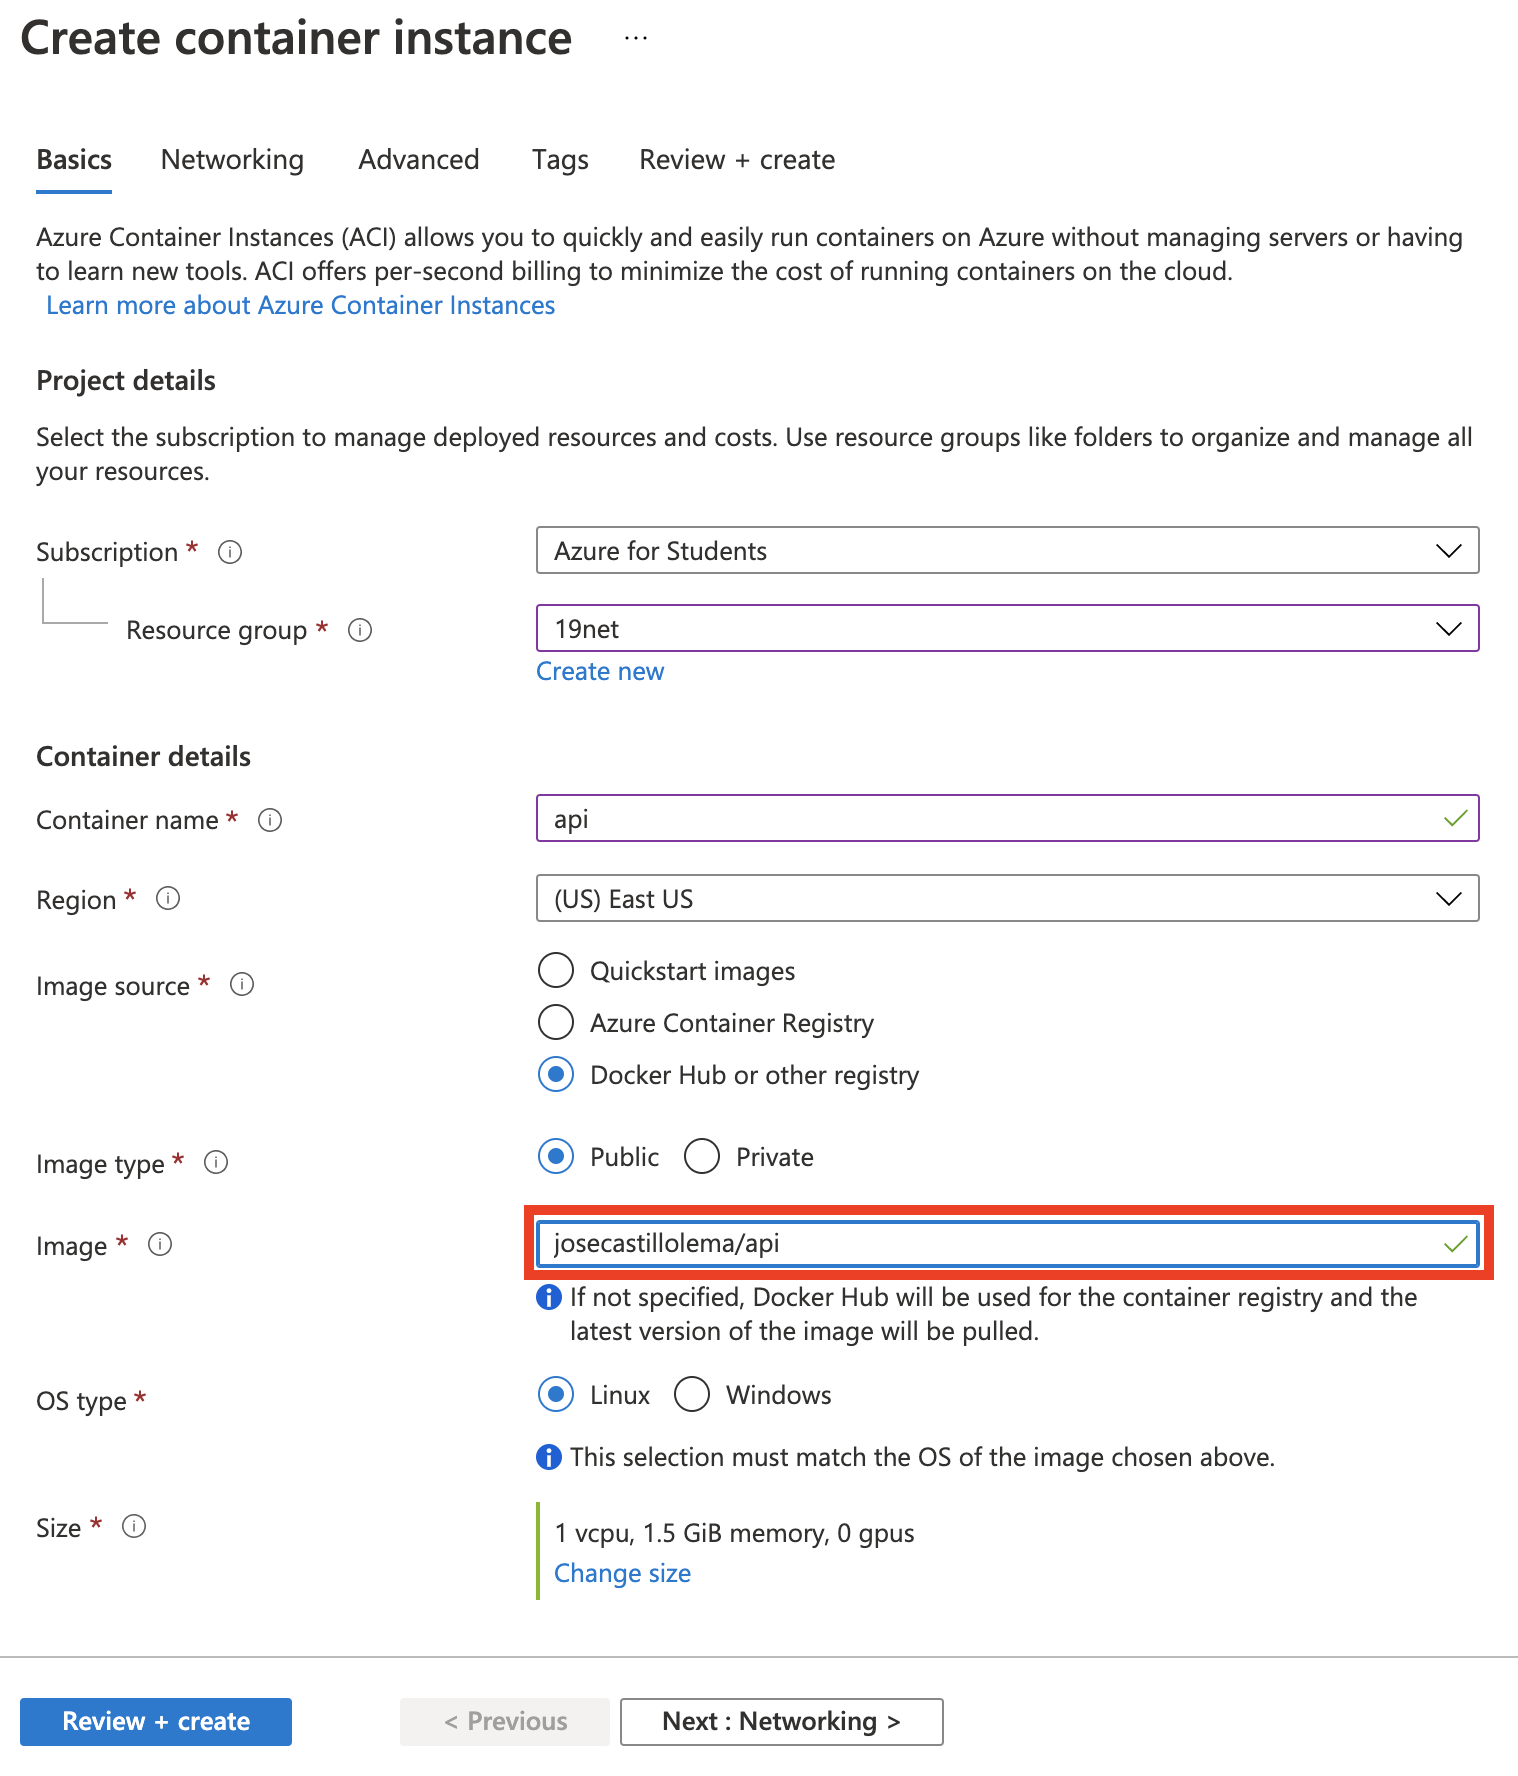 Create container instance ...
Basics Networking Advanced Tags Review + create
Azure Container Instances (ACI) allows you to quickly and easily run containers on Azure without managing servers or having
to learn new tools. ACI offers per-second billing to minimize the cost of running containers on the cloud.
Learn more about Azure Container Instances
Project details
Select the subscription to manage deployed resources and costs. Use resource groups like folders to organize and manage all
your resources.
Subscription * Azure for Students
Resource group * 19net
Create new
Container details
Container name * api
Region * (US) East US
Image source * Quickstart images
Azure Container Registry
Docker Hub or other registry
Image type * Public Private
Image * josecastillolema/api
If not specified, Docker Hub will be used for the container registry and the
latest version of the image will be pulled.
OS type * Linux Windows
This selection must match the OS of the image chosen above.
Size * 1 vcpu, 1.5 GiB memory, 0 gpus
Change size
Review + create < Previous Next : Networking >